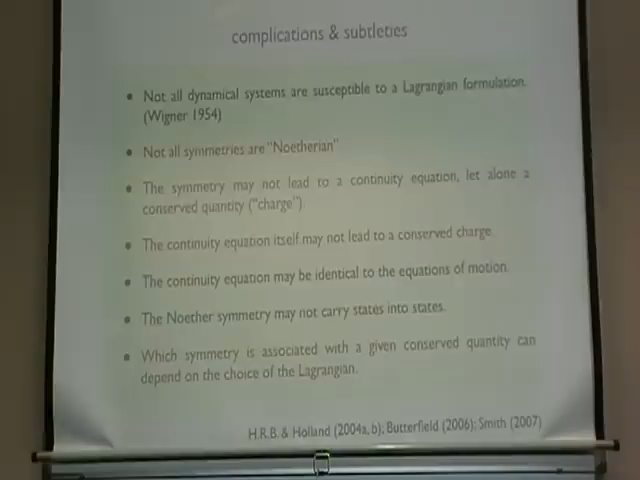 complications & subtleties
• Not all dynamical systems are susceptible to a Lagrangian formulation.
(Wigner 1954)
• Not all symmetries are "Noetherian"
• The symmetry may not lead to a continuity equation, let alone a
conserved quantity ("charge")
• The continuity equation itself may not lead to a conserved charge.
• The continuity equation may be identical to the equations of motion.
• The Noether symmetry may not carry states into states.
• Which symmetry is associated with a given conserved quantity can
depend on the choice of the Lagrangian.
H.R.B. & Holland (2004a, b); Butterfield (2006); Smith (2007)